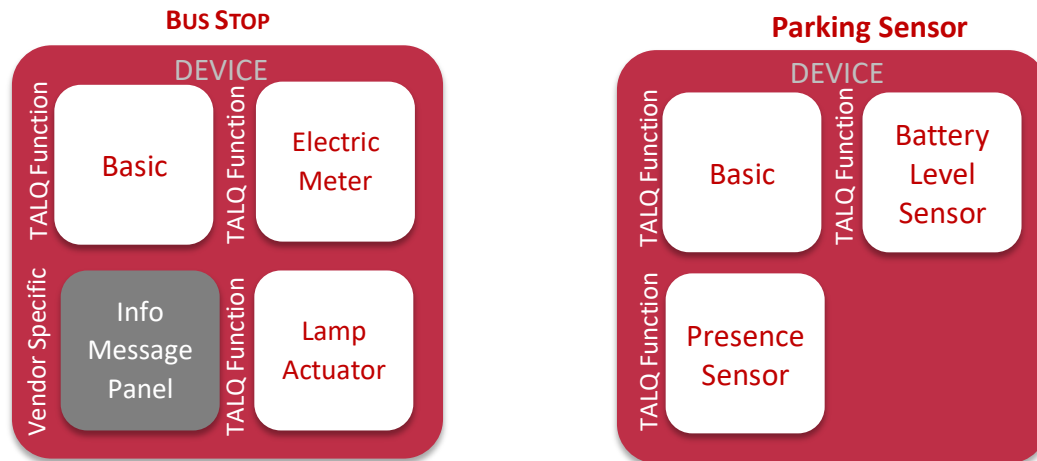 BUS STOP
DEVICE
TALQ Function
Basic
TALQ Function
Electric
Meter
Vendor Specific
Info
Message
Panel
TALQ Function
Lamp
Actuator
Parking Sensor
DEVICE
TALQ Function
Basic
TALQ Function
Battery
Level
Sensor
TALQ Function
Presence
Sensor